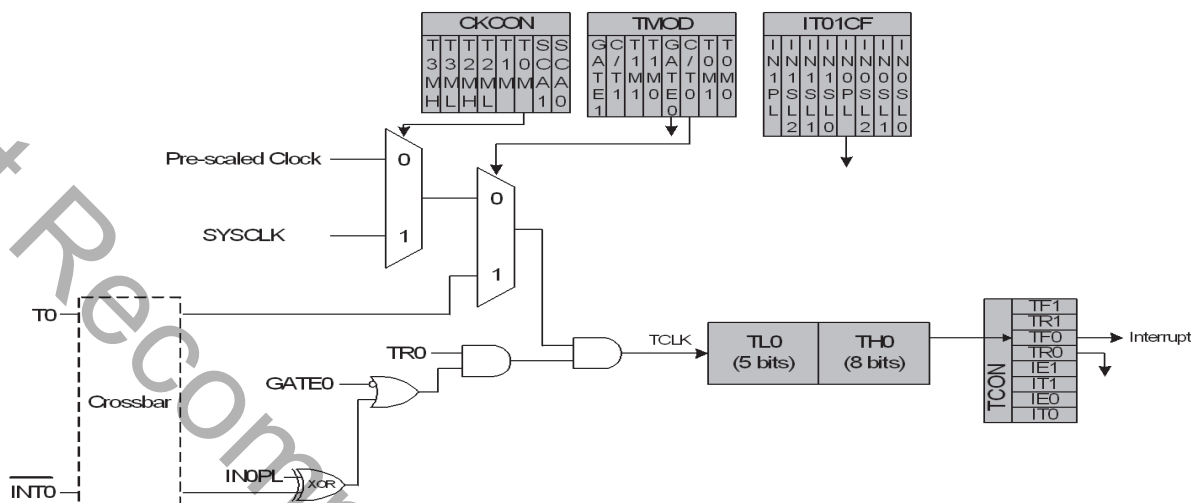 CKCON
T3MH
T3ML
T2MH
T2ML
T1M
T0M
SCA1
SCA0
TMOD
GATE1
C/T1
T1M1
T1M0
GATE0
C/T0
T0M1
T0M0
IT01CF
IN1PL
IN1SL2
IN1SL1
IN1SL0
IN0PL
IN0SL2
IN0SL1
IN0SL0
Pre-scaled Clock
0
SYSCLK
1
0
1
T0
Crossbar
INT0
TR0
GATE0
IN0PL
XOR
TCLK
TL0
(5 bits)
TH0
(8 bits)
TCON
TF1
TR1
TF0
TR0
IE1
IT1
IE0
IT0
Interrupt
Recom